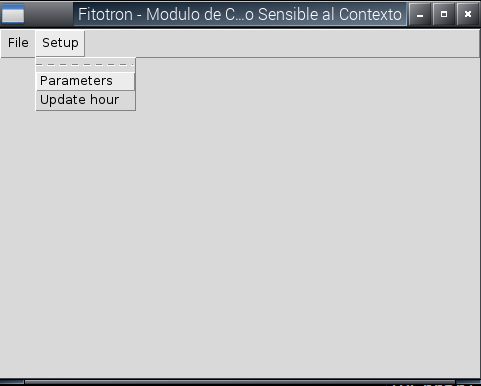 Fitotron - Modulo de C...o Sensible al Contexto
File Setup
Parameters
Update hour